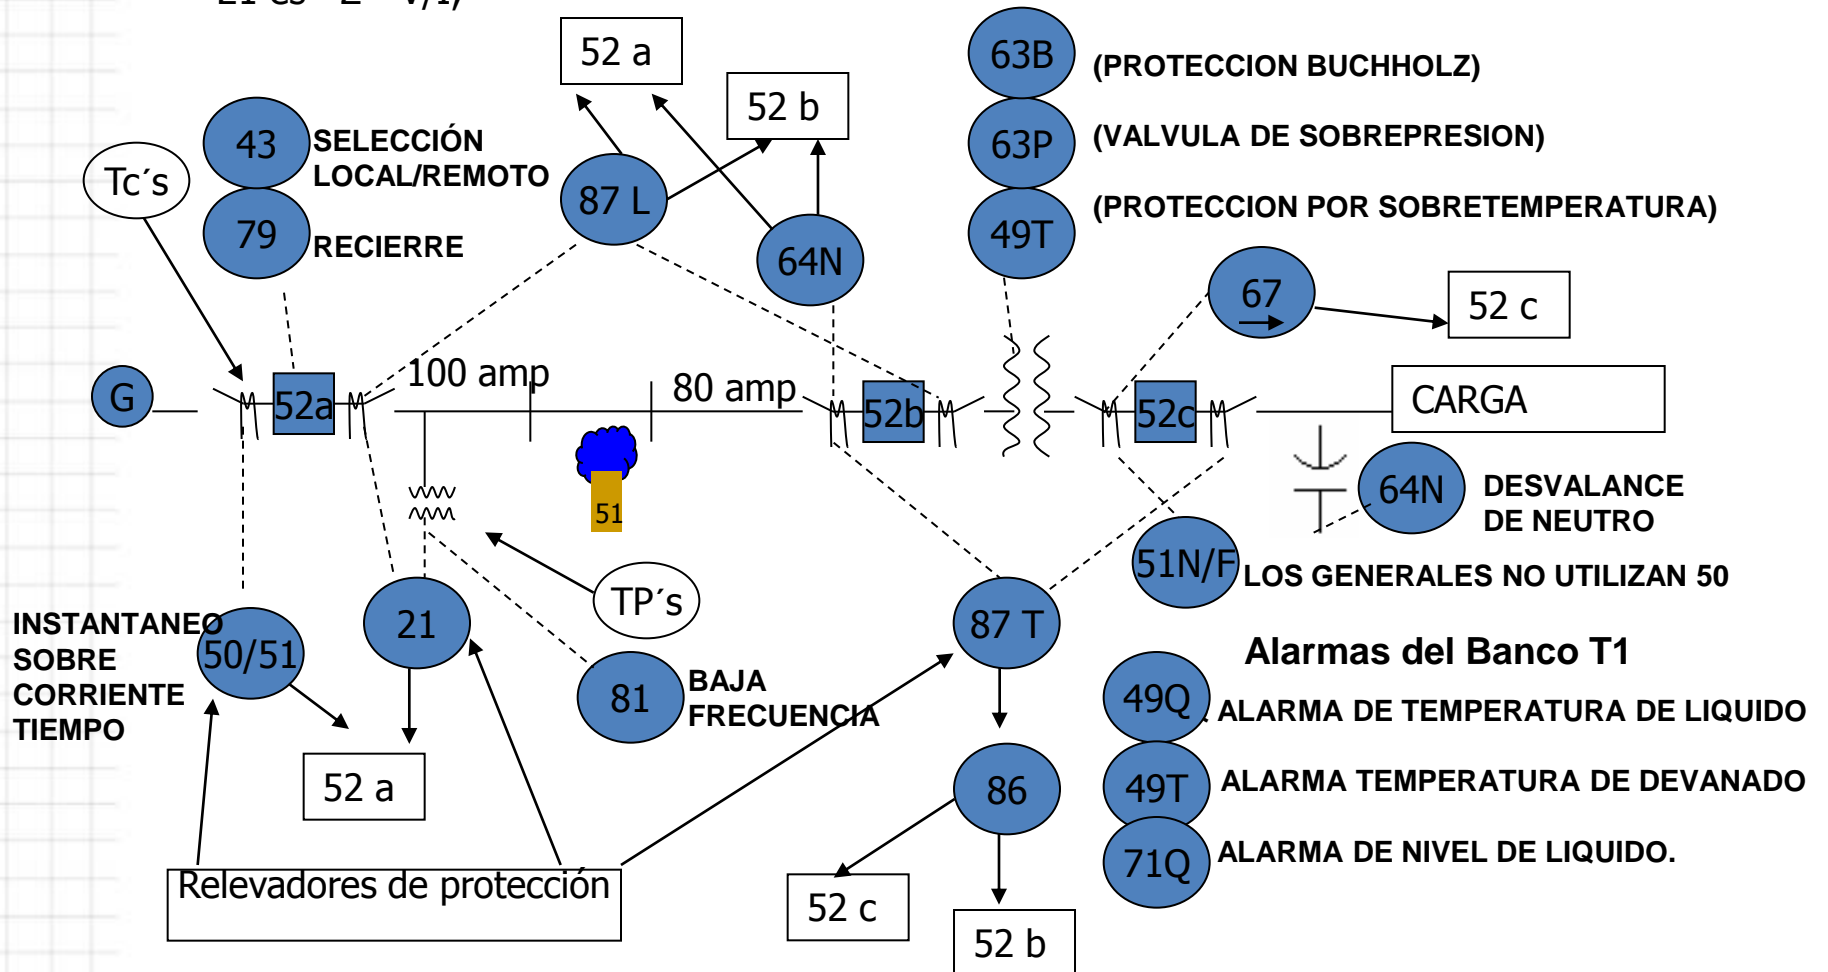 52 a
63B
(PROTECCION BUCHHOLZ)
52 b
43
SELECCIÓN
LOCAL/REMOTO
63P
(VALVULA DE SOBREPRESION)
Tc´s
87 L
79
RECIERRE
64N
49T
(PROTECCION POR SOBRETEMPERATURA)
67
52 c
G
52a
100 amp
80 amp
52b
52c
CARGA
51
64N
DESVALANCE
DE NEUTRO
51N/F
LOS GENERALES NO UTILIZAN 50
INSTANTANEO
SOBRE
CORRIENTE
TIEMPO
50/51
21
TP´s
87 T
81
BAJA
FRECUENCIA
Alarmas del Banco T1
49Q
ALARMA DE TEMPERATURA DE LIQUIDO
52 a
86
49T
ALARMA TEMPERATURA DE DEVANADO
71Q
ALARMA DE NIVEL DE LIQUIDO.
Relevadores de protección
52 c
52 b